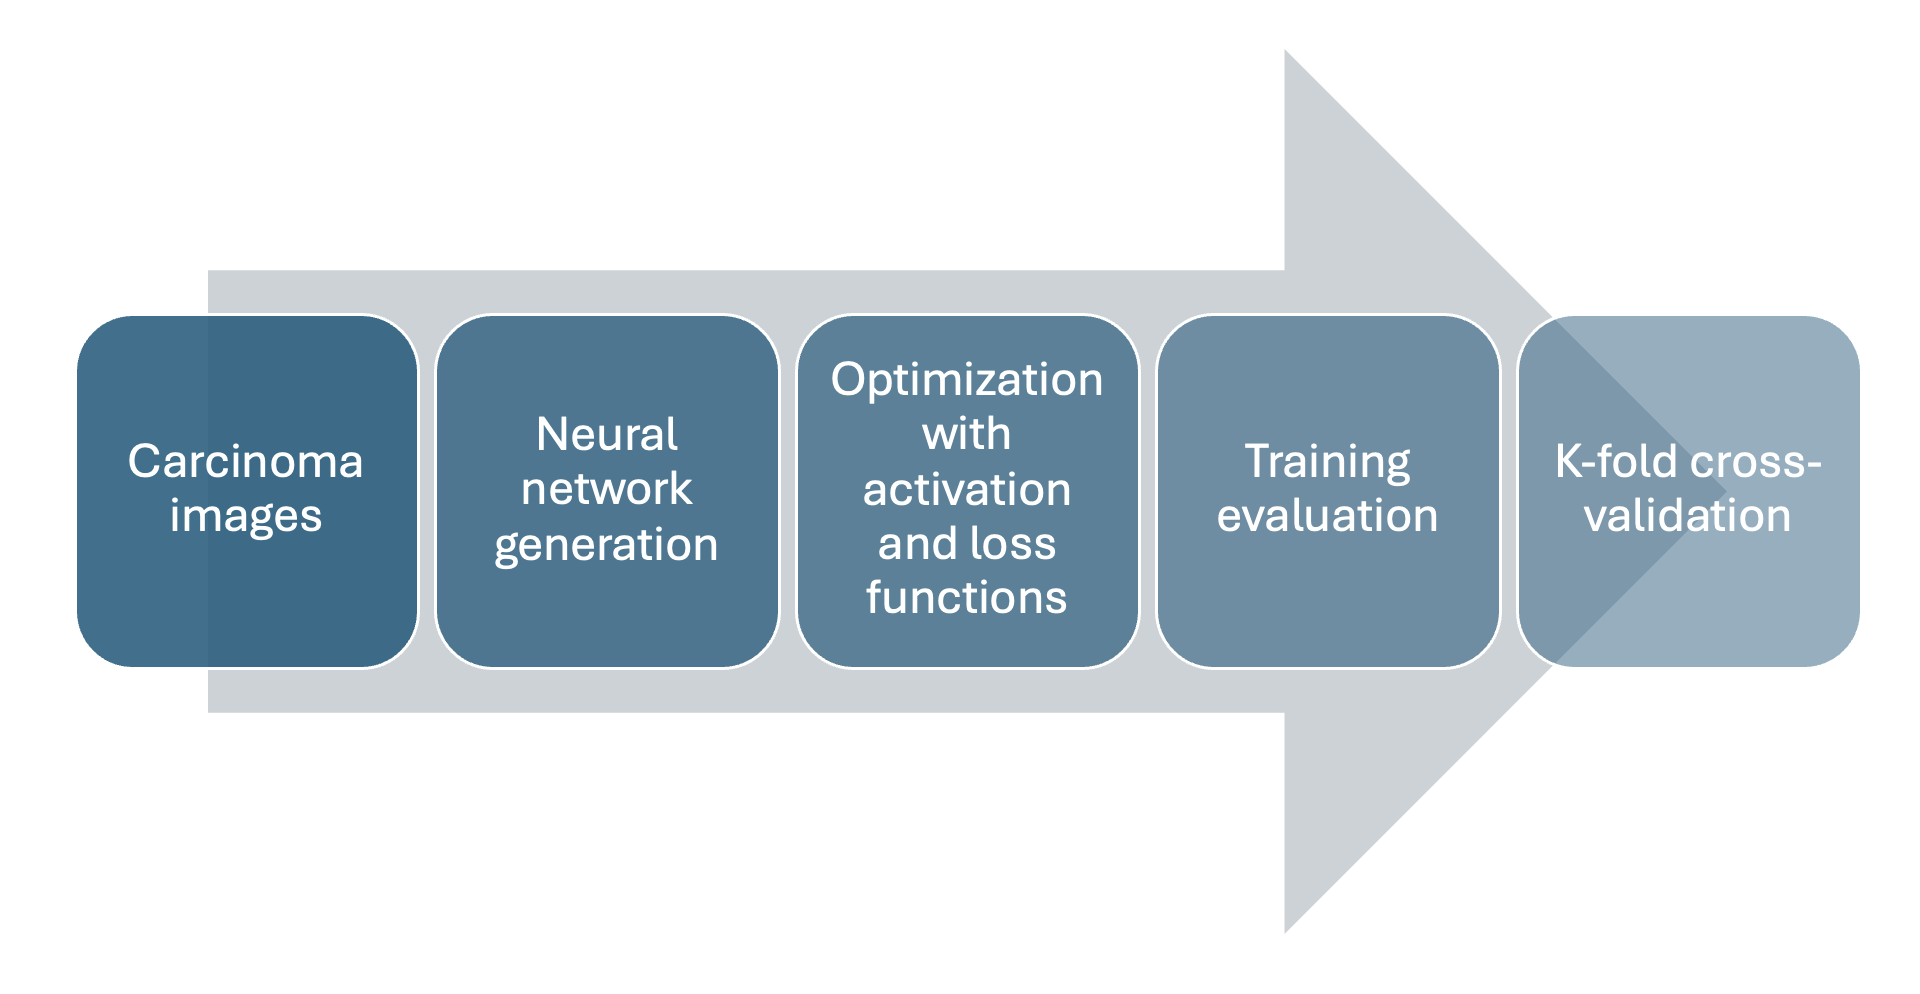 Carcinoma
images
Neural
network
generation
Optimization
with
activation
and loss
functions
Training
evaluation
K-fold cross-
validation